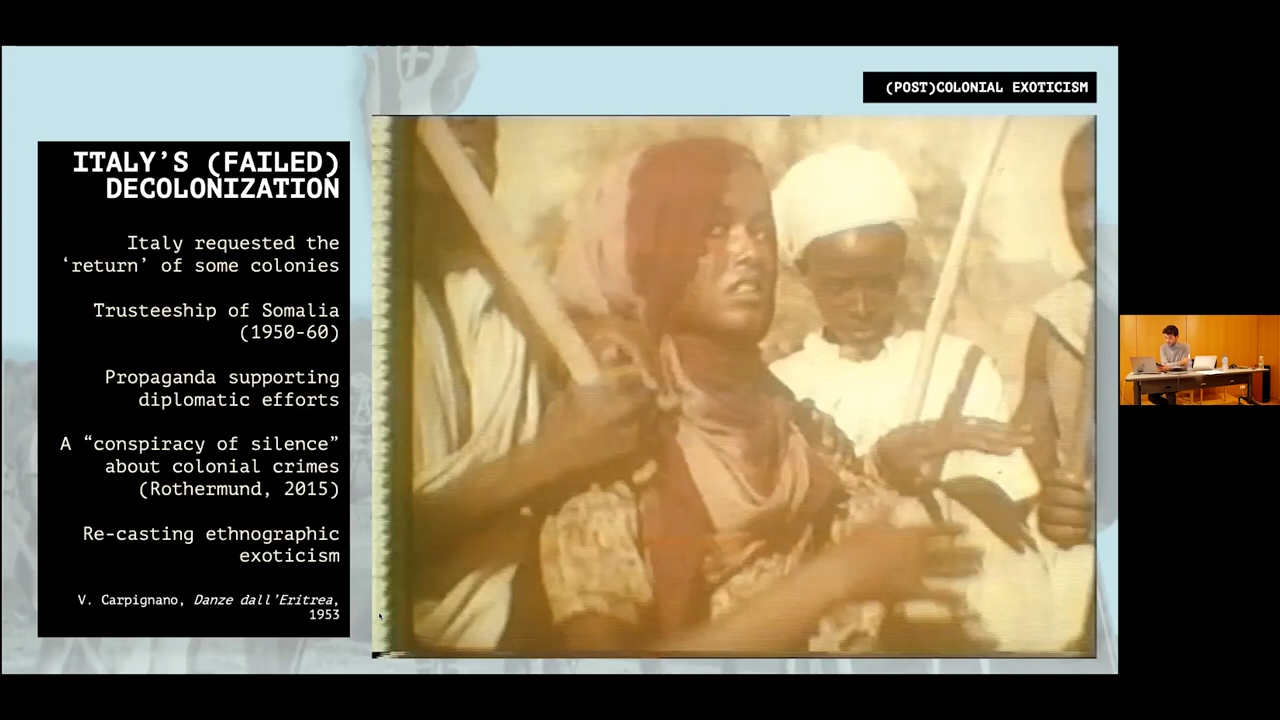 (POST)COLONIAL EXOTICISM
ITALY'S (FAILED)
DECOLONIZATION
Italy requested the
‘return’ of some colonies
Trusteeship of Somalia
(1950-60)
Propaganda supporting
diplomatic efforts
A “conspiracy of silence”
about colonial crimes
(Rothermund, 2015)
Re-casting ethnographic
exoticism
V. Carpignano, Danze dall'Eritrea,
1953